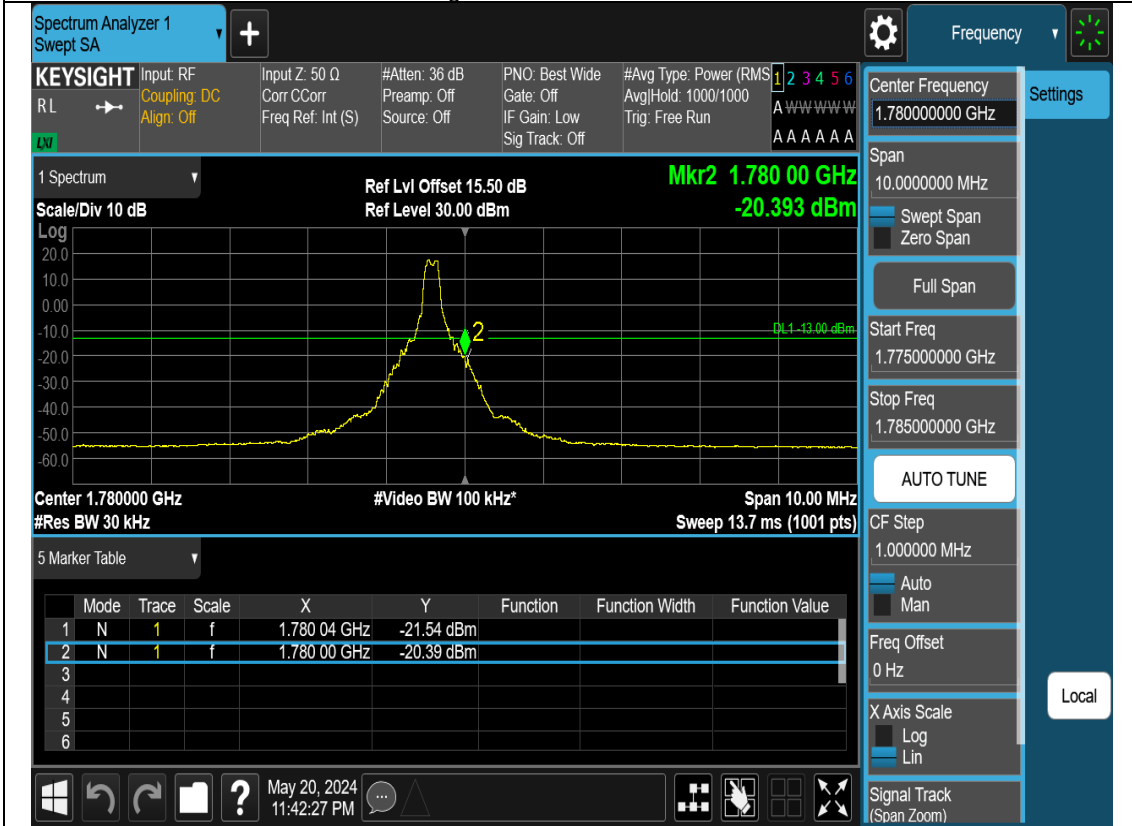 Spectrum Analyzer 1
Swept SA
+
Frequency
KEYSIGHT
RL
LXI
Input: RF
Coupling: DC
Align: Off
Input Z: 50 Ω
Corr CCorr
Freq Ref: Int (S)
#Atten: 36 dB
Preamp: Off
Source: Off
PNO: Best Wide
Gate: Off
IF Gain: Low
Sig Track: Off
#Avg Type: Power (RMS
Avg|Hold: 1000/1000
Trig: Free Run
1 2 3 4 5 6
A W W W W W
A A A A A A
1 Spectrum
Scale/Div 10 dB
Ref Lvl Offset 15.50 dB
Ref Level 30.00 dBm
Mkr2 1.780 00 GHz
-20.393 dBm
Log
20.0
10.0
0.00
-10.0
-20.0
-30.0
-40.0
-50.0
-60.0
2
DL1 -13.00 dBm
Center 1.780000 GHz
#Res BW 30 kHz
#Video BW 100 kHz*
Span 10.00 MHz
Sweep 13.7 ms (1001 pts)
5 Marker Table
Mode Trace Scale X Y Function Function Width Function Value
1 N 1 f 1.780 04 GHz -21.54 dBm
2 N 1 f 1.780 00 GHz -20.39 dBm
3
4
5
6
?
May 20, 2024
11:42:27 PM
Center Frequency
1.780000000 GHz
Span
10.0000000 MHz
Swept Span
Zero Span
Full Span
Start Freq
1.775000000 GHz
Stop Freq
1.785000000 GHz
AUTO TUNE
CF Step
1.000000 MHz
Auto
Man
Freq Offset
0 Hz
X Axis Scale
Log
Lin
Signal Track
(Span Zoom)
Settings
Local